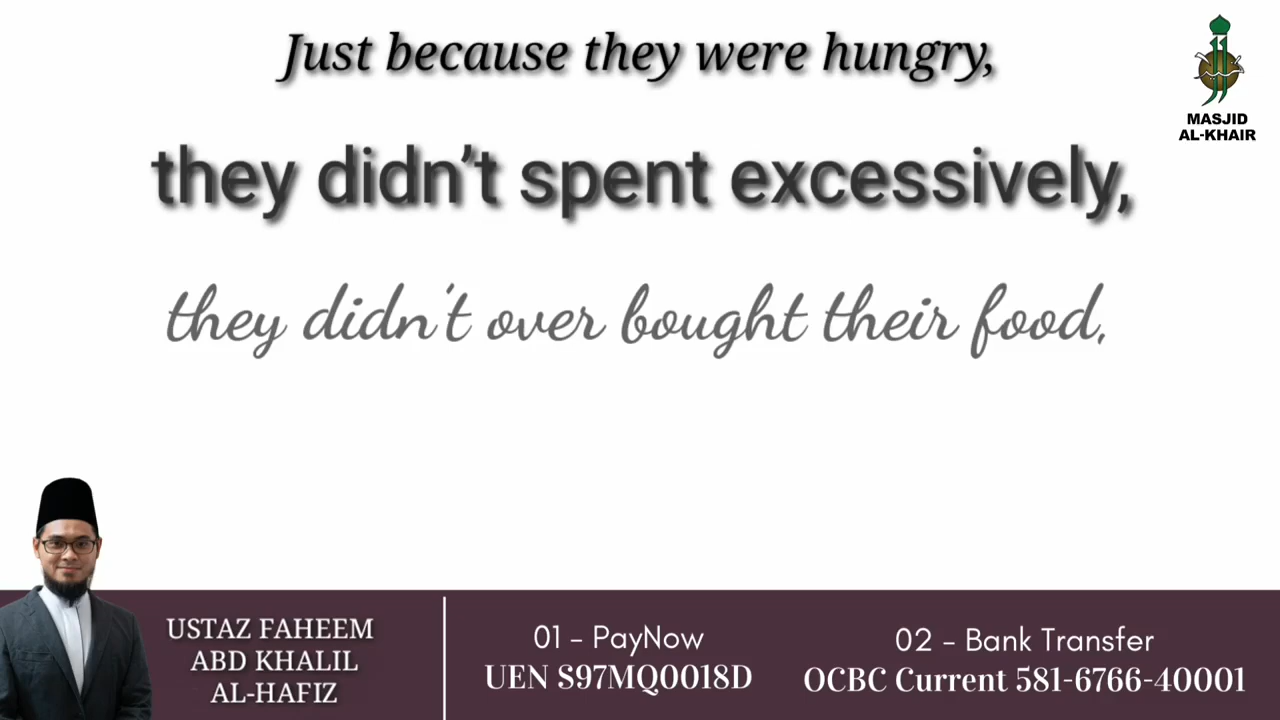 Just because they were hungry,
MASJID
AL-KHAIR
they didn't spent excessively,
they didn't over bought their food,
USTAZ FAHEEM
ABD KHALIL
AL-HAFIZ
01 – PayNow
UEN S97MQ0018D
02 – Bank Transfer
OCBC Current 581-6766-40001